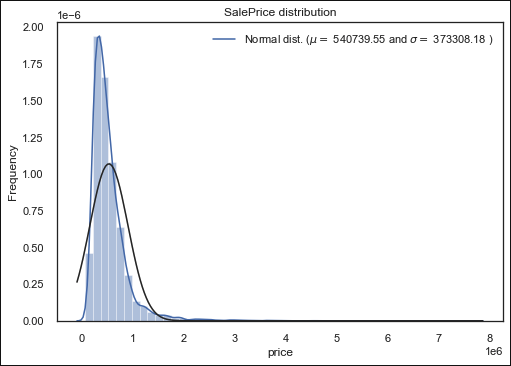 SalePrice distribution
1e−6
2.00
1.75
1.50
1.25
1.00
0.75
0.50
0.25
0.00
Frequency
Normal dist. (μ = 540739.55 and σ = 373308.18 )
0 1 2 3 4 5 6 7 8
1e6
price